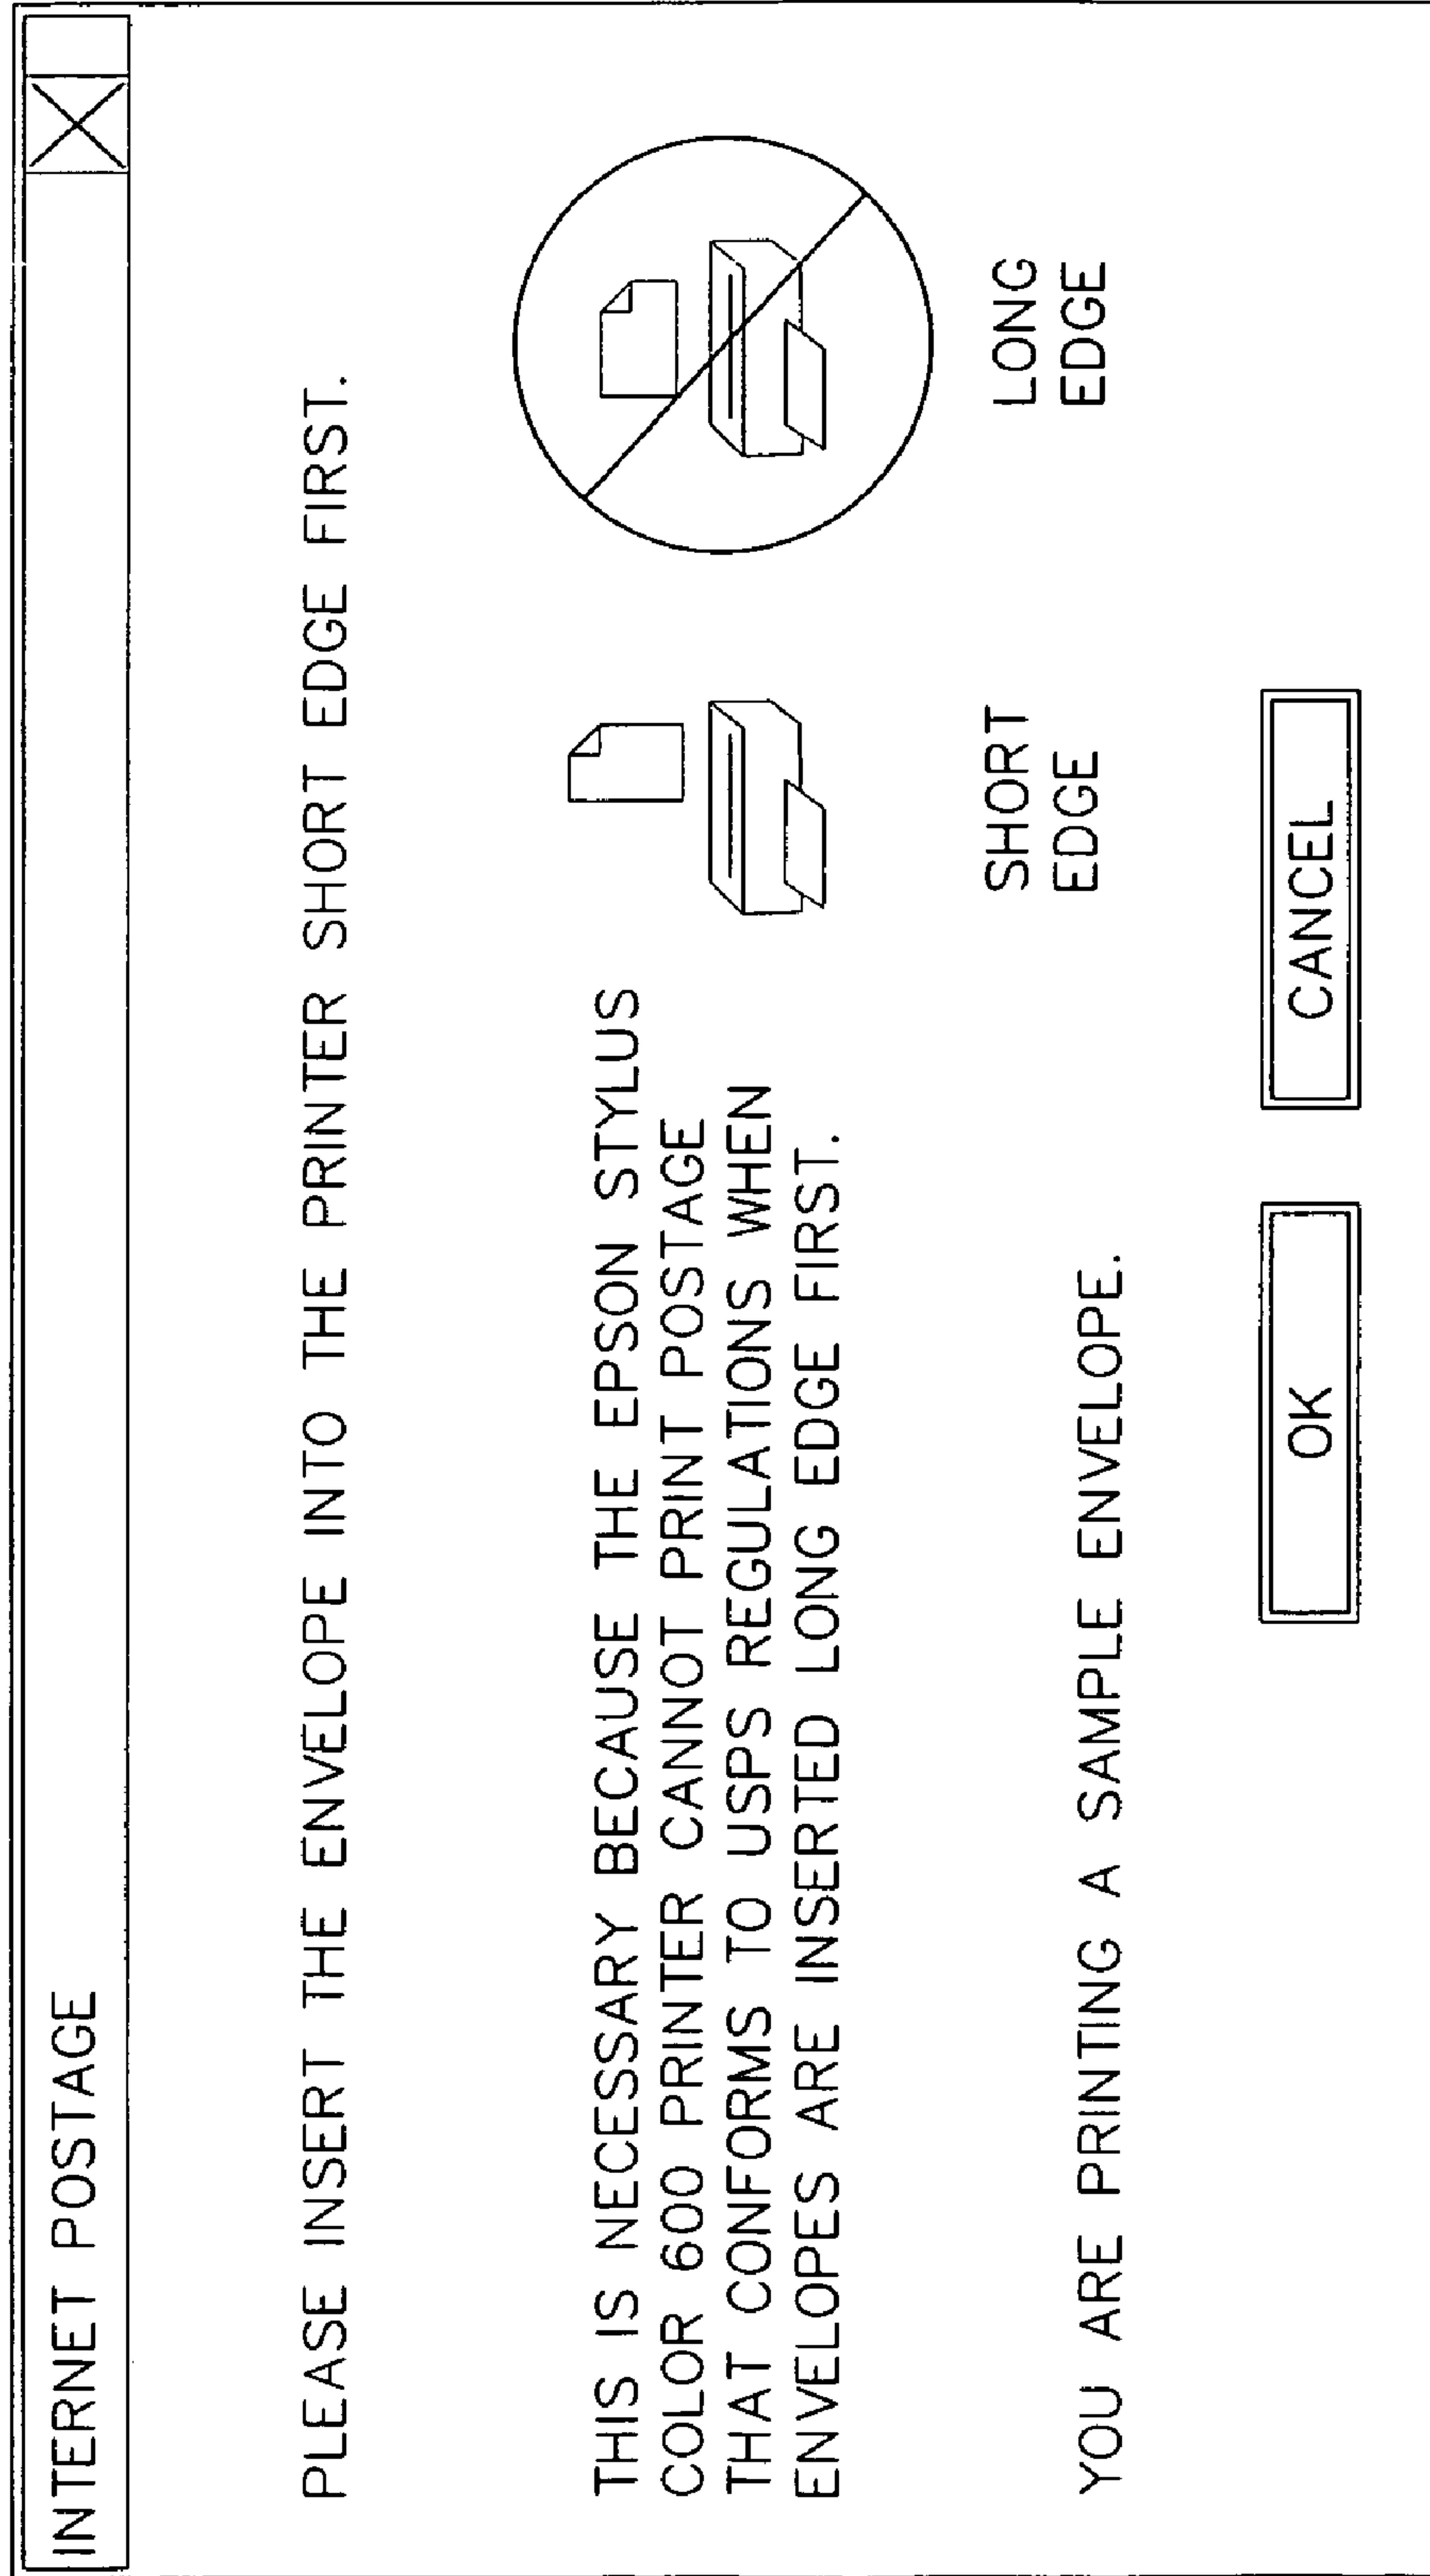 INTERNET POSTAGE
PLEASE INSERT THE ENVELOPE INTO THE PRINTER SHORT EDGE FIRST.
THIS IS NECESSARY BECAUSE THE EPSON STYLUS
COLOR 600 PRINTER CANNOT PRINT POSTAGE
THAT CONFORMS TO USPS REGULATIONS WHEN
ENVELOPES ARE INSERTED LONG EDGE FIRST.
SHORT
EDGE
LONG
EDGE
YOU ARE PRINTING A SAMPLE ENVELOPE.
OK
CANCEL